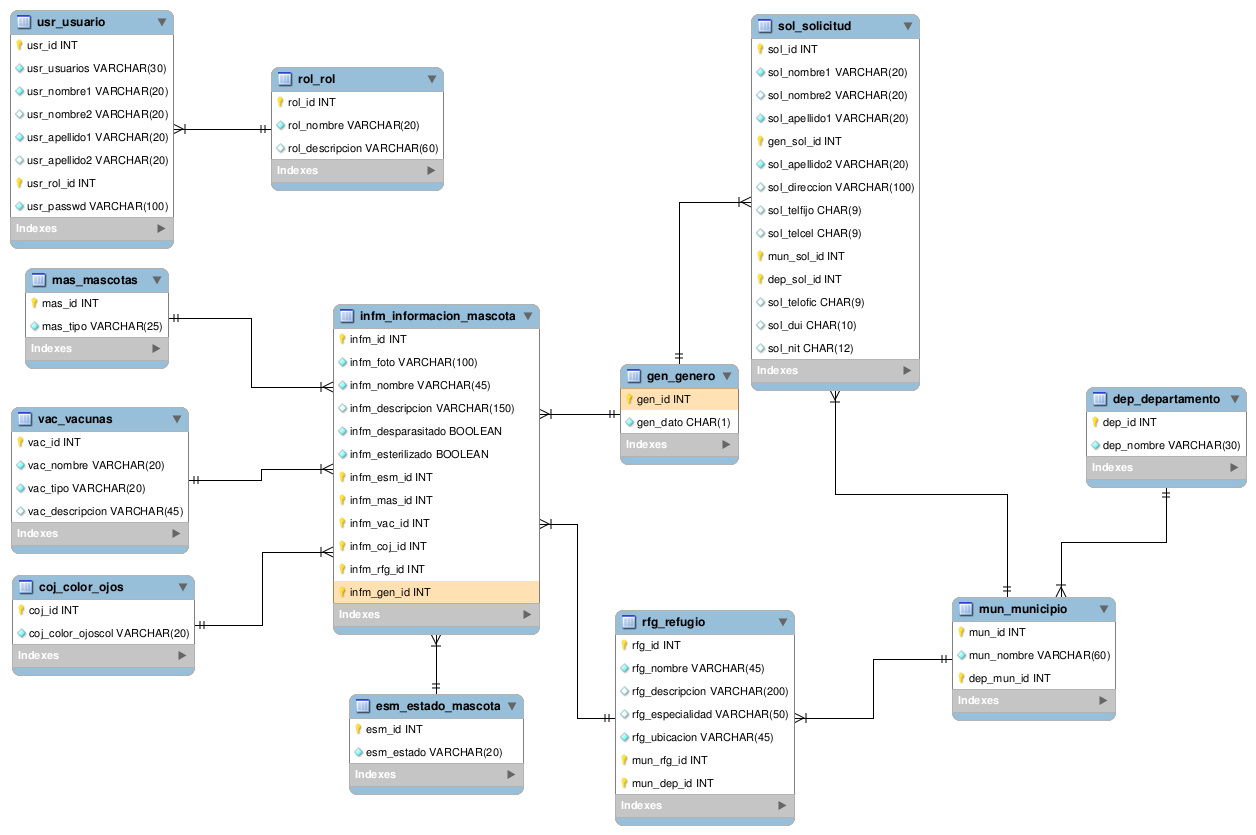 usr_usuario
usr_id INT
usr_usuarios VARCHAR(30)
usr_nombre1 VARCHAR(20)
usr_nombre2 VARCHAR(20)
usr_apellido1 VARCHAR(20)
usr_apellido2 VARCHAR(20)
usr_rol_id INT
usr_passwd VARCHAR(100)
Indexes
rol_rol
rol_id INT
rol_nombre VARCHAR(20)
rol_descripcion VARCHAR(60)
Indexes
sol_solicitud
sol_id INT
sol_nombre1 VARCHAR(20)
sol_nombre2 VARCHAR(20)
sol_apellido1 VARCHAR(20)
gen_sol_id INT
sol_apellido2 VARCHAR(20)
sol_direccion VARCHAR(100)
sol_telfijo CHAR(9)
sol_telcel CHAR(9)
mun_sol_id INT
dep_sol_id INT
sol_telofic CHAR(9)
sol_dui CHAR(10)
sol_nit CHAR(12)
Indexes
mas_mascotas
mas_id INT
mas_tipo VARCHAR(25)
Indexes
infm_informacion_mascota
infm_id INT
infm_foto VARCHAR(100)
infm_nombre VARCHAR(45)
infm_descripcion VARCHAR(150)
infm_desparasitado BOOLEAN
infm_esterilizado BOOLEAN
infm_esm_id INT
infm_mas_id INT
infm_vac_id INT
infm_coj_id INT
infm_rfg_id INT
infm_gen_id INT
Indexes
gen_genero
gen_id INT
gen_dato CHAR(1)
Indexes
dep_departamento
dep_id INT
dep_nombre VARCHAR(30)
Indexes
vac_vacunas
vac_id INT
vac_nombre VARCHAR(20)
vac_tipo VARCHAR(20)
vac_descripcion VARCHAR(45)
Indexes
coj_color_ojos
coj_id INT
coj_color_ojoscol VARCHAR(20)
Indexes
esm_estado_mascota
esm_id INT
esm_estado VARCHAR(20)
Indexes
rfg_refugio
rfg_id INT
rfg_nombre VARCHAR(45)
rfg_descripcion VARCHAR(200)
rfg_especialidad VARCHAR(50)
rfg_ubicacion VARCHAR(45)
mun_rfg_id INT
mun_dep_id INT
Indexes
mun_municipio
mun_id INT
mun_nombre VARCHAR(60)
dep_mun_id INT
Indexes